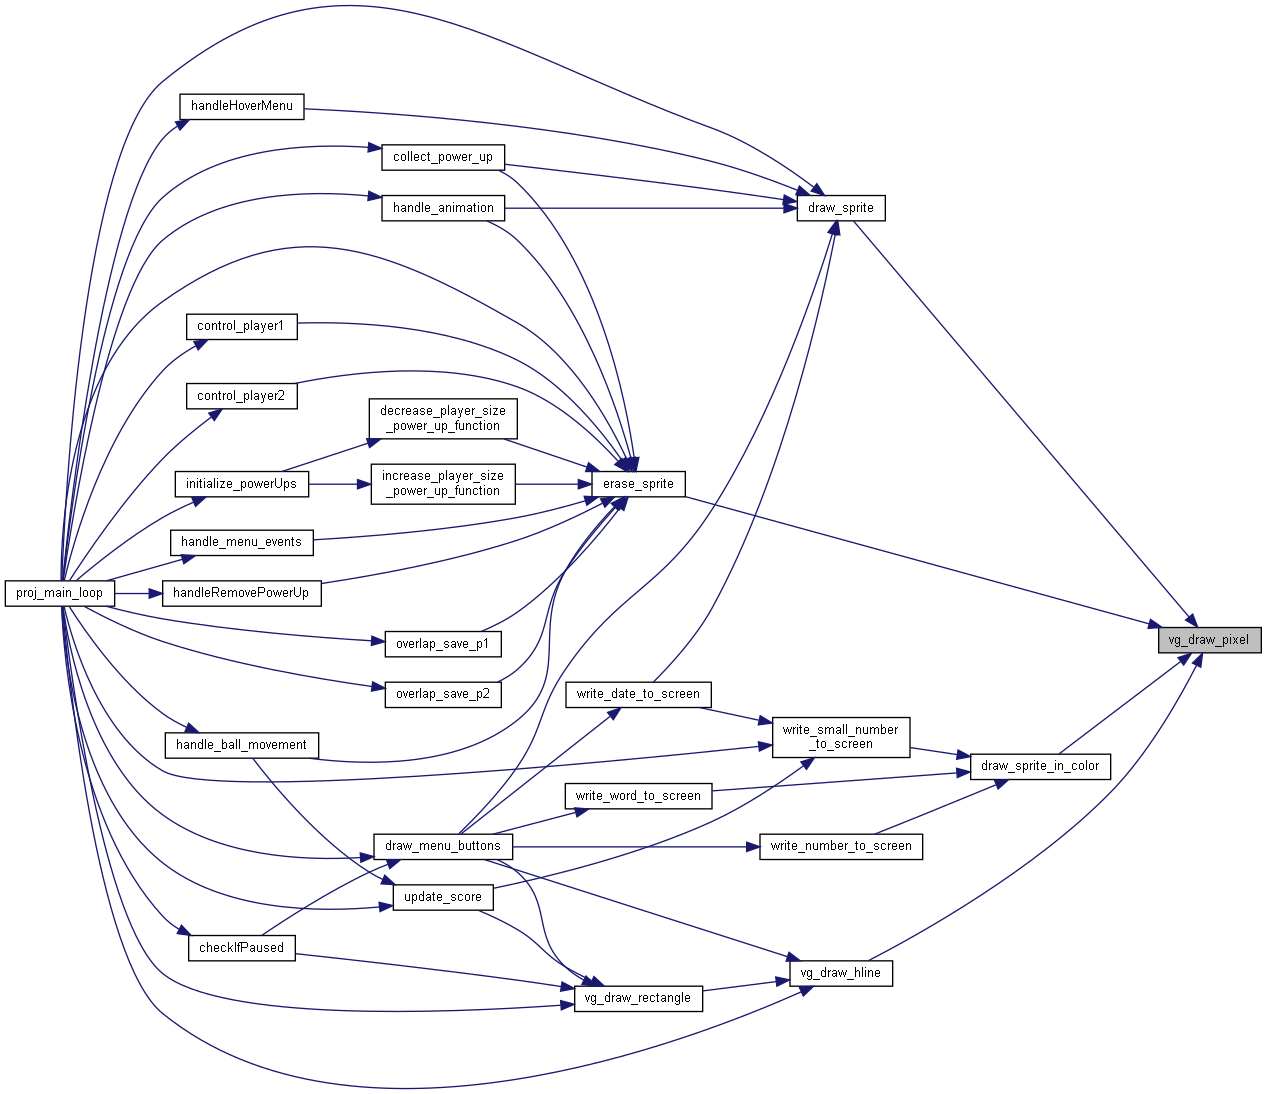 handleHoverMenu
collect_power_up
handle_animation
draw_sprite
control_player1
control_player2
decrease_player_size
_power_up_function
initialize_powerUps
increase_player_size
_power_up_function
erase_sprite
handle_menu_events
proj_main_loop
handleRemovePowerUp
overlap_save_p1
vg_draw_pixel
overlap_save_p2
write_date_to_screen
handle_ball_movement
write_small_number
_to_screen
draw_sprite_in_color
write_word_to_screen
draw_menu_buttons
write_number_to_screen
update_score
checkIfPaused
vg_draw_hline
vg_draw_rectangle